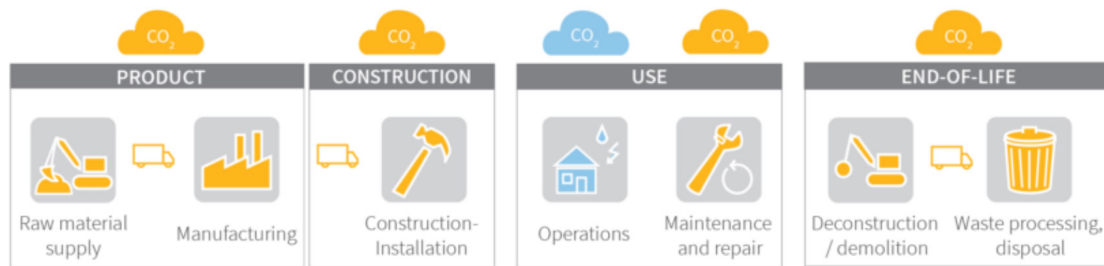 CO2
CO2
CO2
CO2
CO2
PRODUCT
CONSTRUCTION
USE
END-OF-LIFE
Raw material
supply
Manufacturing
Construction-
Installation
Operations
Maintenance
and repair
Deconstruction
/ demolition
Waste processing,
disposal